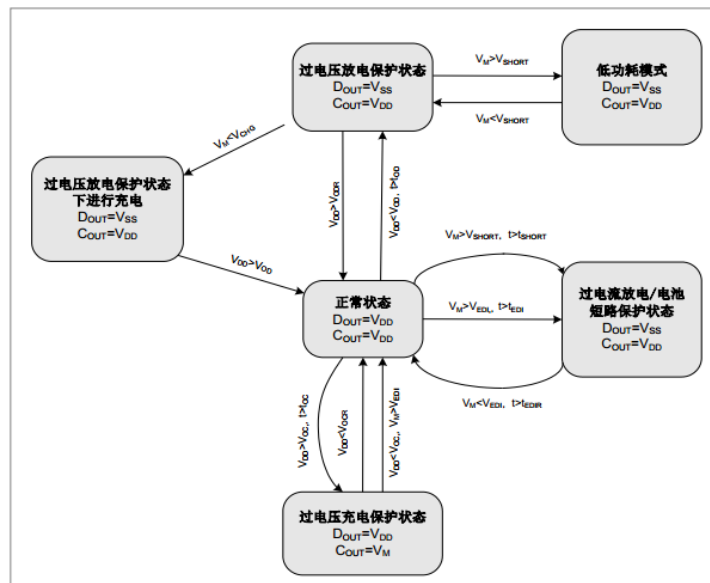 过电压放电保护状态
DOUT=VSS
COUT=VDD
VM>VSHORT
VM<VSHORT
低功耗模式
DOUT=VSS
COUT=VDD
VM<VCHG
过电压放电保护状态
下进行充电
DOUT=VSS
COUT=VDD
VDD>VODR
VDD<VOD, t>tOD
VDD>VOD
正常状态
DOUT=VDD
COUT=VDD
VM>VSHORT, t>tSHORT
VM>VEDI, t>tEDI
VM<VEDI, t>tEDIR
过电流放电/电池
短路保护状态
DOUT=VSS
COUT=VDD
VDD>VOC, t>tOC
VDD<VOCR
VDD<VOC, VM>VEDI
过电压充电保护状态
DOUT=VDD
COUT=VM